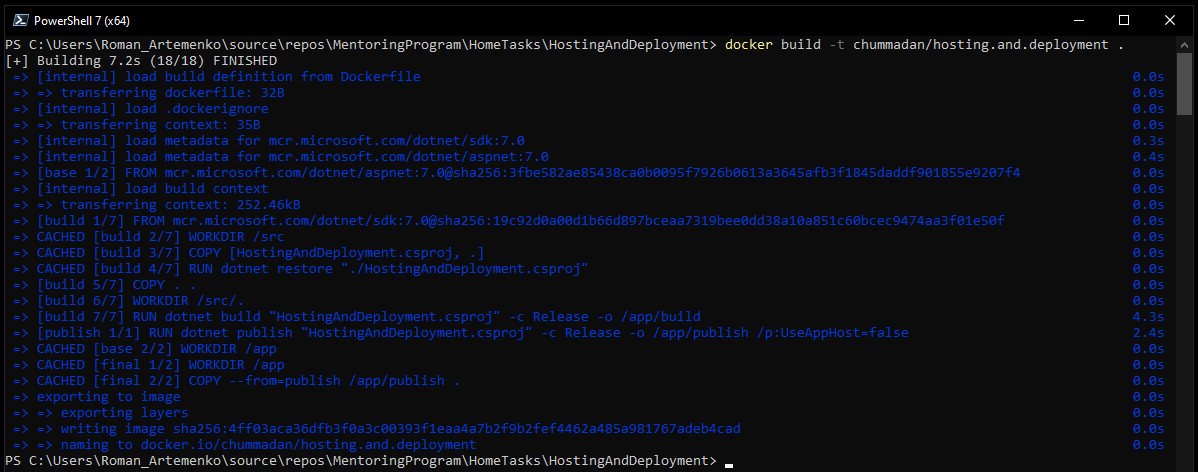 PowerShell 7 (x64)
PS C:\Users\Roman_Artemenko\source\repos\MentoringProgram\HomeTasks\HostingAndDeployment> docker build -t chummadan/hosting.and.deployment .
[+] Building 7.2s (18/18) FINISHED
=> [internal] load build definition from Dockerfile 0.0s
=> => transferring dockerfile: 32B 0.0s
=> [internal] load .dockerignore 0.0s
=> => transferring context: 35B 0.0s
=> [internal] load metadata for mcr.microsoft.com/dotnet/sdk:7.0 0.3s
=> [internal] load metadata for mcr.microsoft.com/dotnet/aspnet:7.0 0.4s
=> [base 1/2] FROM mcr.microsoft.com/dotnet/aspnet:7.0@sha256:3fbe582ae85438ca0b0095f7926b0613a3645afb3f1845daddf901855e9207f4 0.0s
=> [internal] load build context 0.0s
=> => transferring context: 252.46kB 0.0s
=> [build 1/7] FROM mcr.microsoft.com/dotnet/sdk:7.0@sha256:19c92d0a00d1b66d897bceaa7319bee0dd38a10a851c60bcec9474aa3f01e50f 0.0s
=> CACHED [build 2/7] WORKDIR /src 0.0s
=> CACHED [build 3/7] COPY [HostingAndDeployment.csproj, .] 0.0s
=> CACHED [build 4/7] RUN dotnet restore "./HostingAndDeployment.csproj" 0.0s
=> [build 5/7] COPY . . 0.0s
=> [build 6/7] WORKDIR /src/. 0.0s
=> [build 7/7] RUN dotnet build "HostingAndDeployment.csproj" -c Release -o /app/build 4.3s
=> [publish 1/1] RUN dotnet publish "HostingAndDeployment.csproj" -c Release -o /app/publish /p:UseAppHost=false 2.4s
=> CACHED [base 2/2] WORKDIR /app 0.0s
=> CACHED [final 1/2] WORKDIR /app 0.0s
=> CACHED [final 2/2] COPY --from=publish /app/publish . 0.0s
=> exporting to image 0.0s
=> => exporting layers 0.0s
=> => writing image sha256:4ff03aca36dfb3f0a3c00393f1eaa4a7b2f9b2fef4462a485a981767adeb4cad 0.0s
=> => naming to docker.io/chummadan/hosting.and.deployment 0.0s
PS C:\Users\Roman_Artemenko\source\repos\MentoringProgram\HomeTasks\HostingAndDeployment>